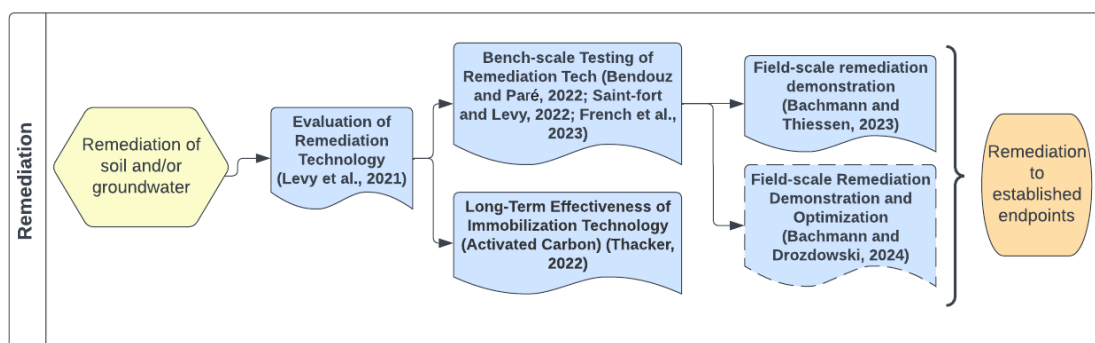 Remediation
Remediation of
soil and/or
groundwater
Evaluation of
Remediation
Technology
(Levy et al., 2021)
Bench-scale Testing of
Remediation Tech (Bendouz
and Paré, 2022; Saint-fort
and Levy, 2022; French et al.,
2023)
Long-Term Effectiveness of
Immobilization Technology
(Activated Carbon) (Thacker,
2022)
Field-scale remediation
demonstration
(Bachmann and
Thiessen, 2023)
Field-scale Remediation
Demonstration and
Optimization
(Bachmann and
Drozdowski, 2024)
Remediation
to
established
endpoints